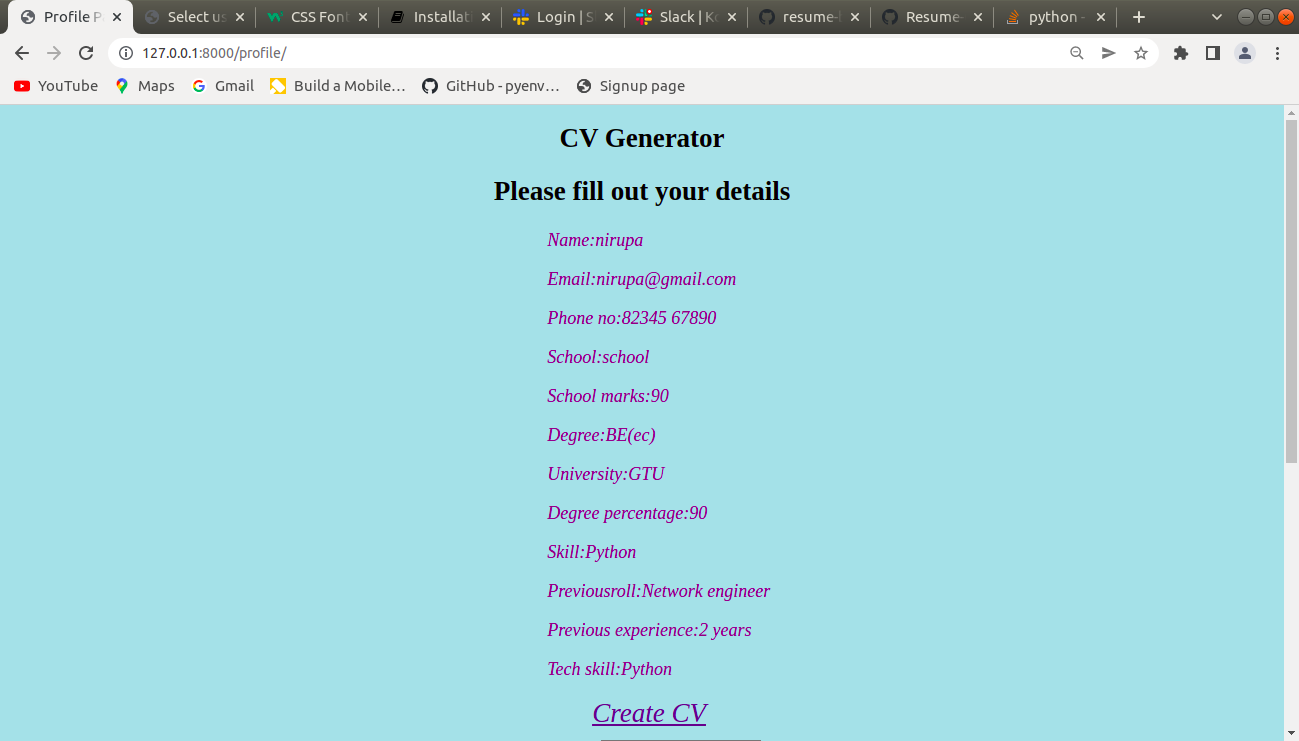 Profile P
Select us
CSS Font
Installati
Login | S
Slack | Ke
resume-
Resume-
python -
127.0.0.1:8000/profile/
YouTube
Maps
Gmail
Build a Mobile…
GitHub - pyenv…
Signup page
CV Generator
Please fill out your details
Name:nirupa
Email:nirupa@gmail.com
Phone no:82345 67890
School:school
School marks:90
Degree:BE(ec)
University:GTU
Degree percentage:90
Skill:Python
Previousroll:Network engineer
Previous experience:2 years
Tech skill:Python
Create CV